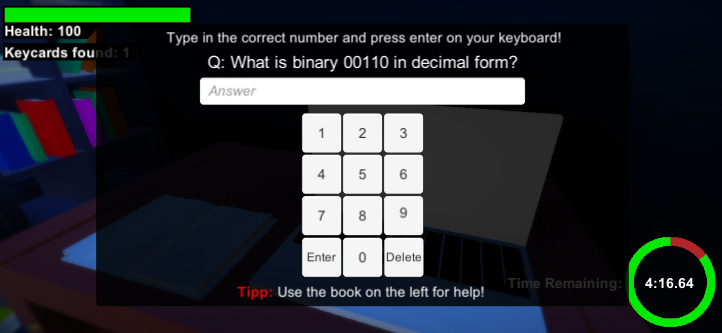 Health: 100
Keycards found: 1
Type in the correct number and press enter on your keyboard!
Q: What is binary 00110 in decimal form?
Answer
1 2 3
4 5 6
7 8 9
Enter 0 Delete
Tipp: Use the book on the left for help!
Time Remaining:
4:16.64